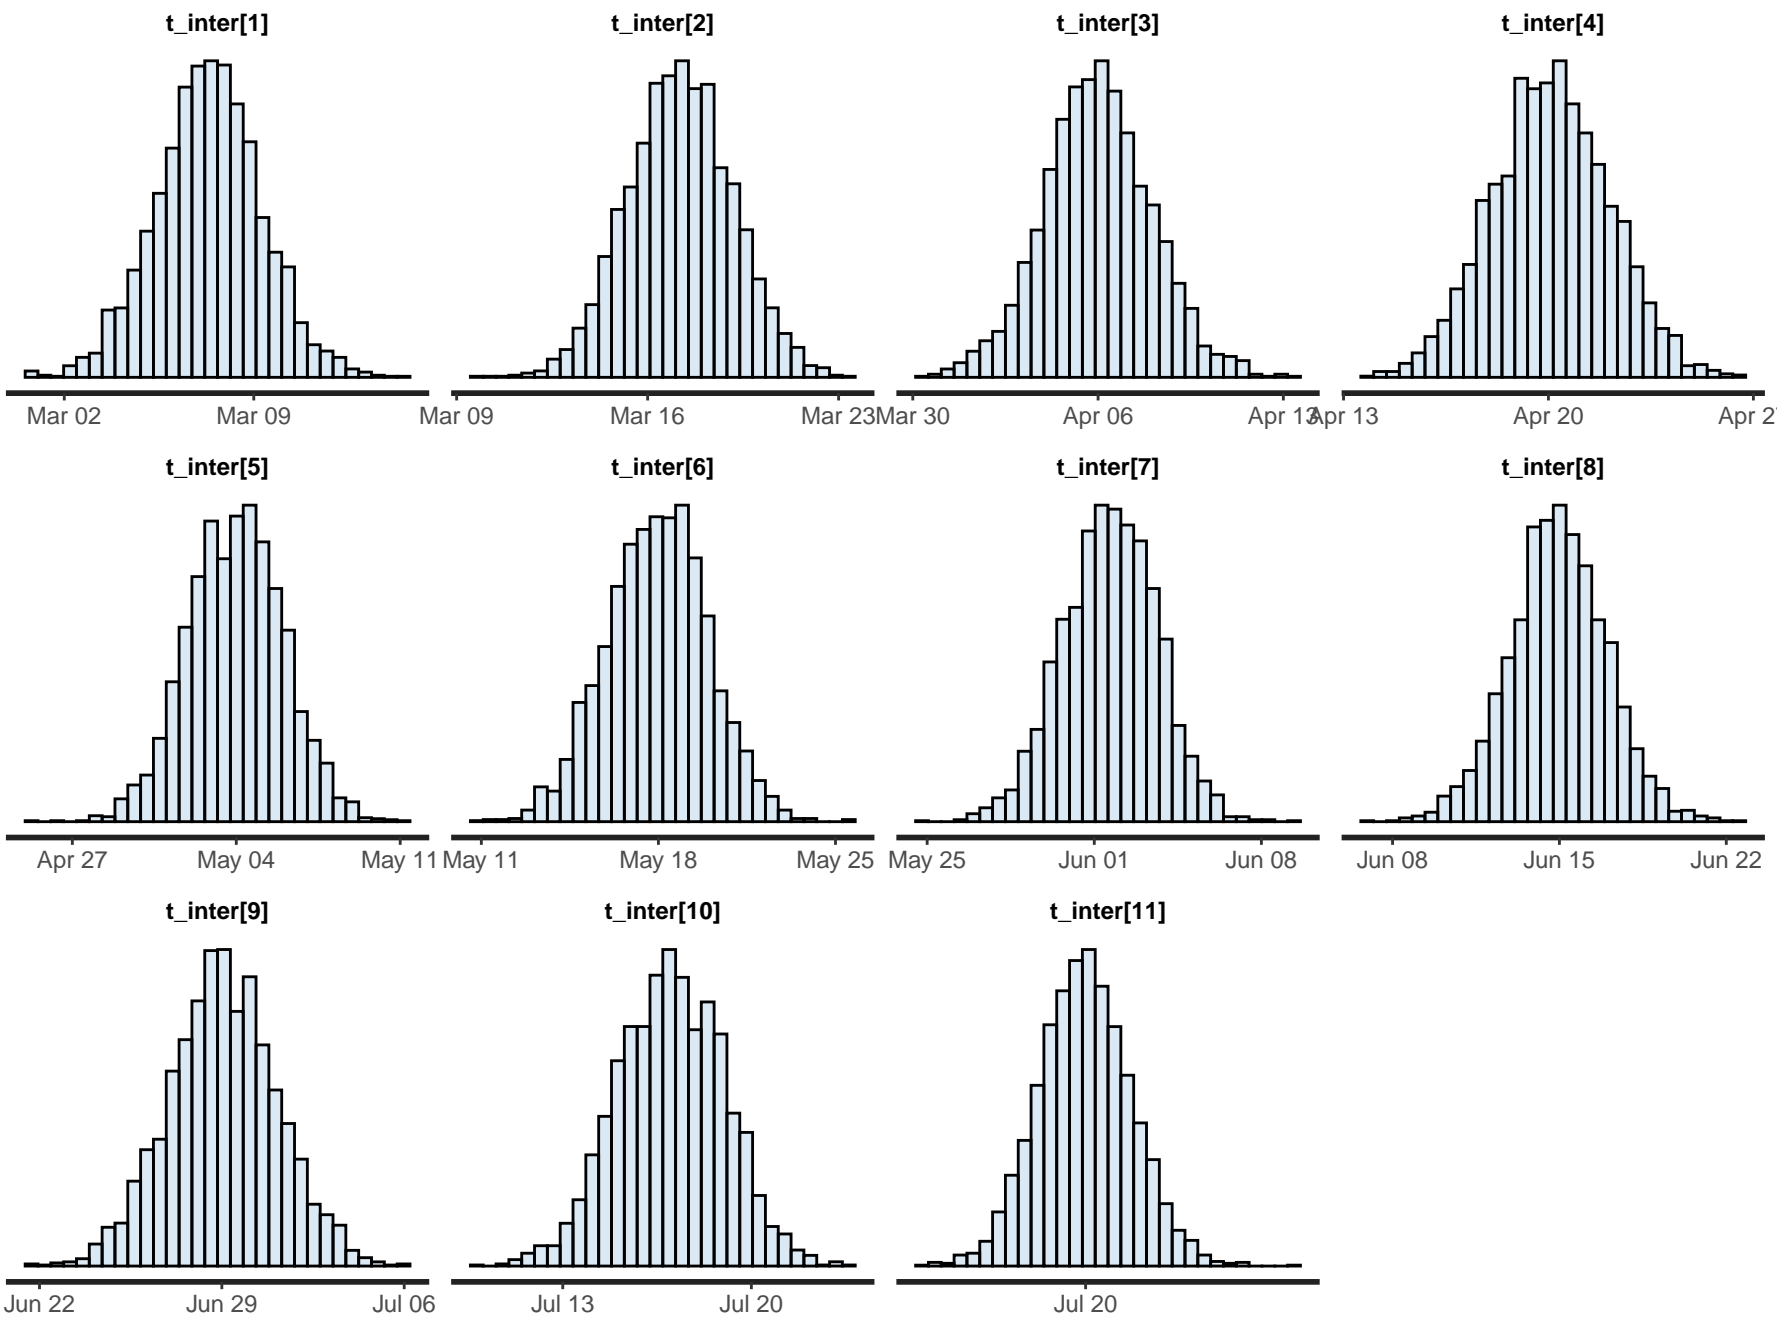 t_inter[1] t_inter[2] t_inter[3] t_inter[4]
Mar 02 Mar 09 Mar 09 Mar 16 Mar 23 Mar 30 Apr 06 Apr 13 Apr 13 Apr 20 Apr 2
t_inter[5] t_inter[6] t_inter[7] t_inter[8]
Apr 27 May 04 May 11 May 11 May 18 May 25 May 25 Jun 01 Jun 08 Jun 08 Jun 15 Jun 22
t_inter[9] t_inter[10] t_inter[11]
Jun 22 Jun 29 Jul 06 Jul 13 Jul 20 Jul 20